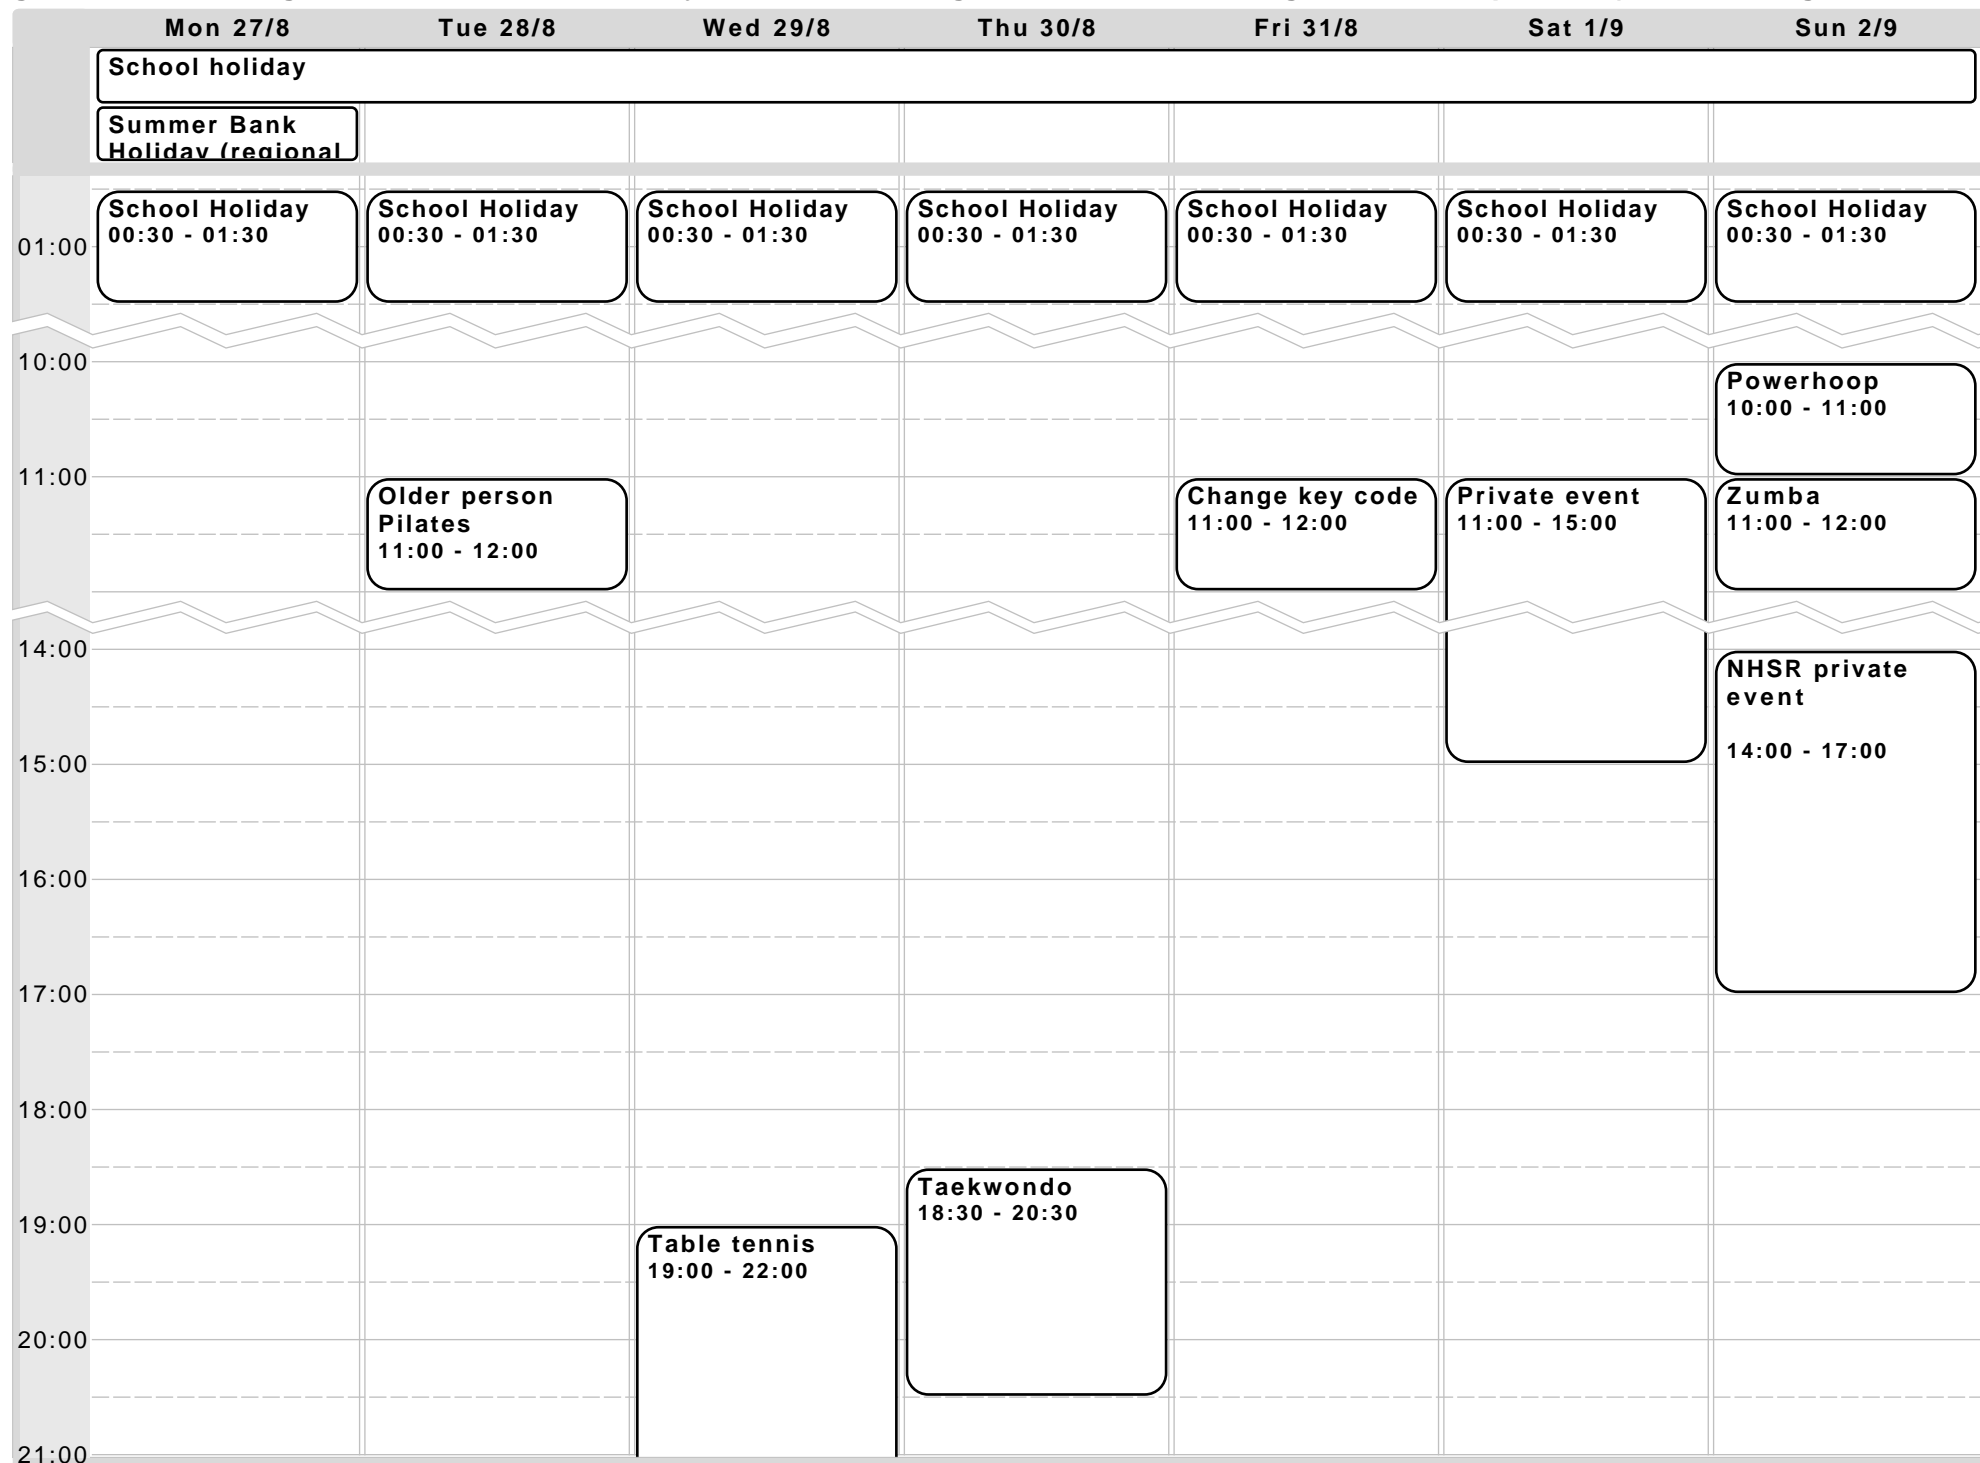 Mon 27/8 Tue 28/8 Wed 29/8 Thu 30/8 Fri 31/8 Sat 1/9 Sun 2/9
School holiday
Summer Bank
Holiday (regional
School Holiday School Holiday School Holiday School Holiday School Holiday School Holiday School Holiday
00:30 - 01:30 00:30 - 01:30 00:30 - 01:30 00:30 - 01:30 00:30 - 01:30 00:30 - 01:30 00:30 - 01:30
01:00
10:00
Powerhoop
10:00 - 11:00
11:00
Older person
Pilates
11:00 - 12:00
Change key code
11:00 - 12:00
Private event
11:00 - 15:00
Zumba
11:00 - 12:00
14:00
NHSR private
event
14:00 - 17:00
15:00
16:00
17:00
18:00
Taekwondo
18:30 - 20:30
19:00
Table tennis
19:00 - 22:00
20:00
21:00